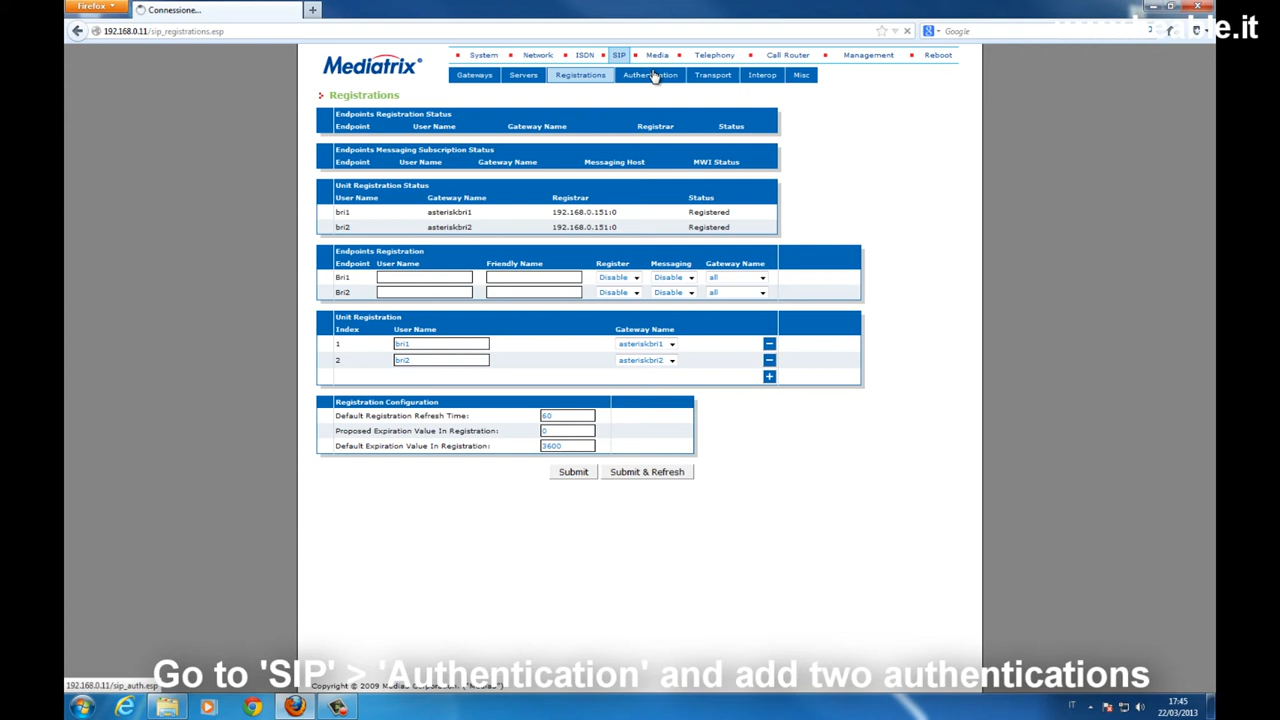 Firefox
Connessione...
192.168.0.11/sip_registrations.esp
Google
Mediatrix
System Network ISDN SIP Media Telephony Call Router Management Reboot
Gateways Servers Registrations Authentication Transport Interop Misc
Registrations
Endpoints Registration Status
Endpoint User Name Gateway Name Registrar Status
Endpoints Messaging Subscription Status
Endpoint User Name Gateway Name Messaging Host MWI Status
Unit Registration Status
User Name Gateway Name Registrar Status
bri1 asteriskbri1 192.168.0.151:0 Registered
bri2 asteriskbri2 192.168.0.151:0 Registered
Endpoints Registration
Endpoint User Name Friendly Name Register Messaging Gateway Name
Bri1 Disable Disable all
Bri2 Disable Disable all
Unit Registration
Index User Name Gateway Name
1 bri1 asteriskbri1
2 bri2 asteriskbri2
Registration Configuration
Default Registration Refresh Time: 60
Proposed Expiration Value In Registration: 0
Default Expiration Value In Registration: 3600
Submit Submit & Refresh
Go to 'SIP' > 'Authentication' and add two authentications
192.168.0.11/sip_auth.esp
IT
17:45
22/03/2013